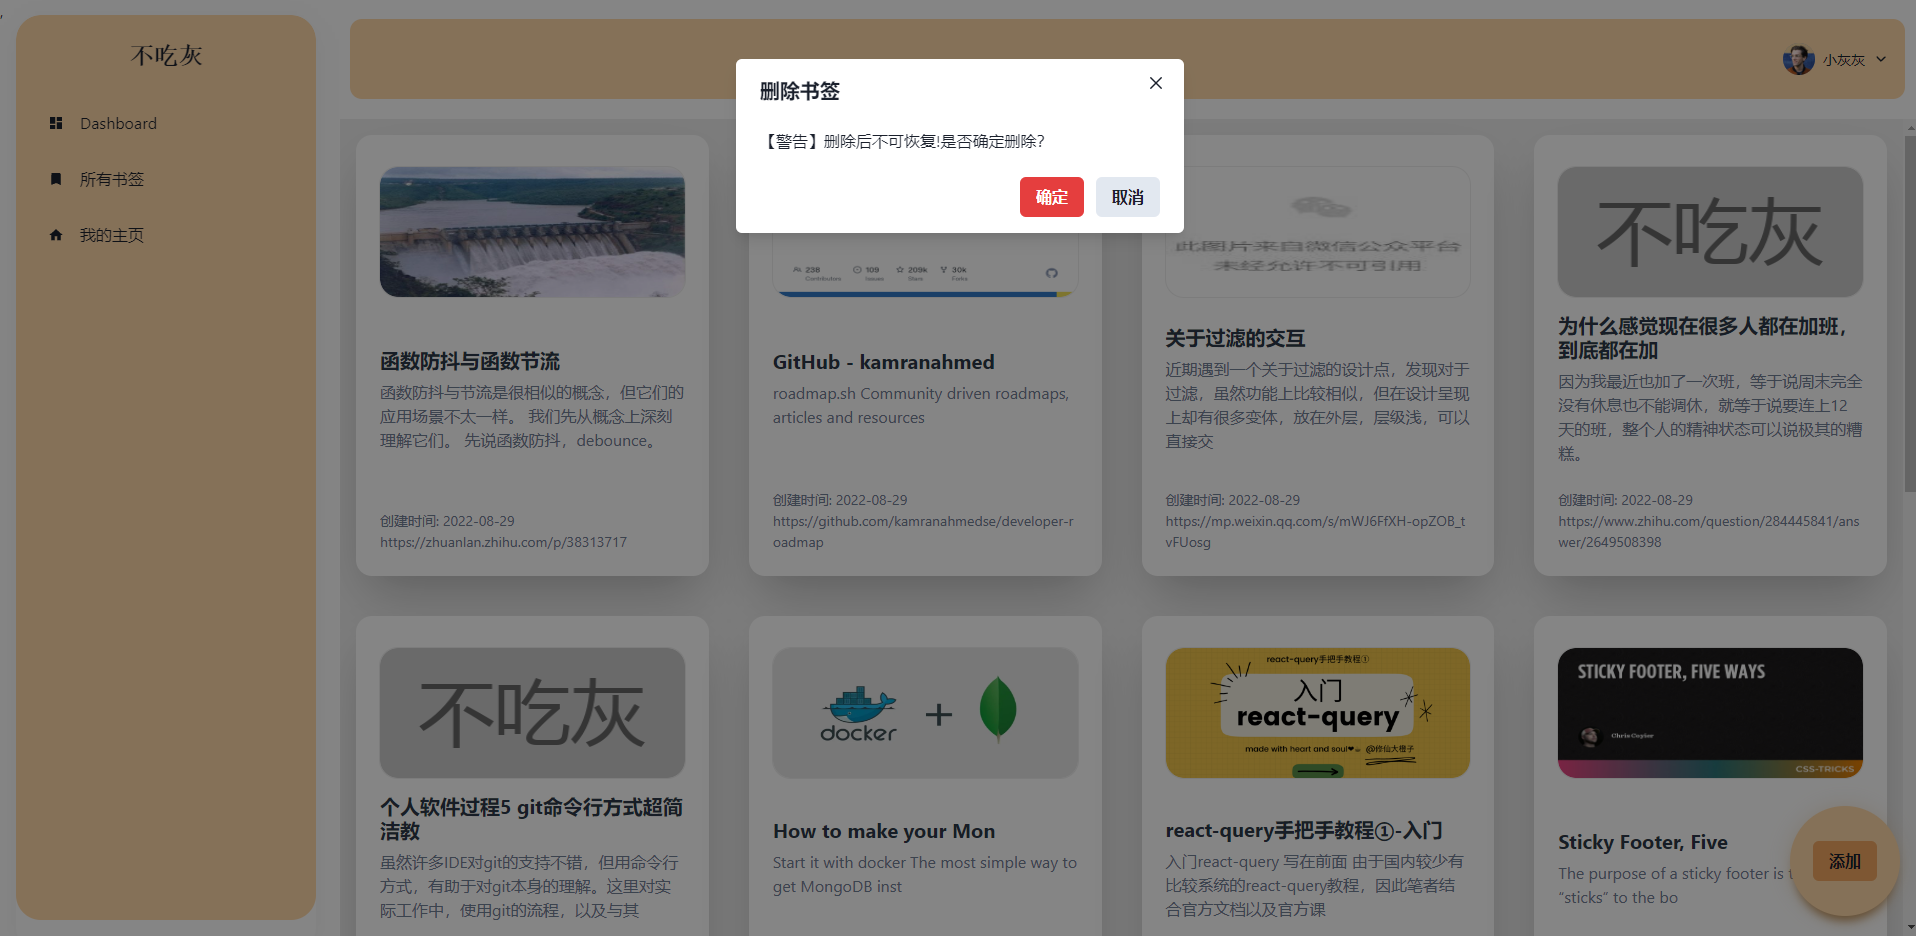 不吃灰
小灰灰
Dashboard
所有书签
我的主页
删除书签
【警告】删除后不可恢复!是否确定删除?
确定
取消
238
Contributors
109
Issues
209k
Stars
30k
Forks
此图片来自微信公众平台
未经允许不可引用
不吃灰
函数防抖与函数节流
函数防抖与节流是很相似的概念，但它们的
应用场景不太一样。 我们先从概念上深刻
理解它们。 先说函数防抖，debounce。
创建时间: 2022-08-29
https://zhuanlan.zhihu.com/p/38313717
GitHub - kamranahmed
roadmap.sh Community driven roadmaps,
articles and resources
创建时间: 2022-08-29
https://github.com/kamranahmedse/developer-r
oadmap
关于过滤的交互
近期遇到一个关于过滤的设计点，发现对于
过滤，虽然功能上比较相似，但在设计呈现
上却有很多变体，放在外层，层级浅，可以
直接交
创建时间: 2022-08-29
https://mp.weixin.qq.com/s/mWJ6FfXH-opZOB_t
vFUosg
为什么感觉现在很多人都在加班，
到底都在加
因为我最近也加了一次班，等于说周末完全
没有休息也不能调休，就等于说要连上12
天的班，整个人的精神状态可以说极其的糟
糕。
创建时间: 2022-08-29
https://www.zhihu.com/question/284445841/ans
wer/2649508398
不吃灰
个人软件过程5 git命令行方式超简
洁教
虽然许多IDE对git的支持不错，但用命令行
方式，有助于对git本身的理解。这里对实
际工作中，使用git的流程，以及与其
docker
+
How to make your Mon
Start it with docker The most simple way to
get MongoDB inst
react-query手把手教程①
入门
react-query
made with heart and soul❤☕ @修仙大橙子
react-query手把手教程①-入门
入门react-query 写在前面 由于国内较少有
比较系统的react-query教程，因此笔者结
合官方文档以及官方课
STICKY FOOTER, FIVE WAYS
Chris Coyier
CSS-TRICKS
Sticky Footer, Five
The purpose of a sticky footer is
“sticks” to the bo
添加